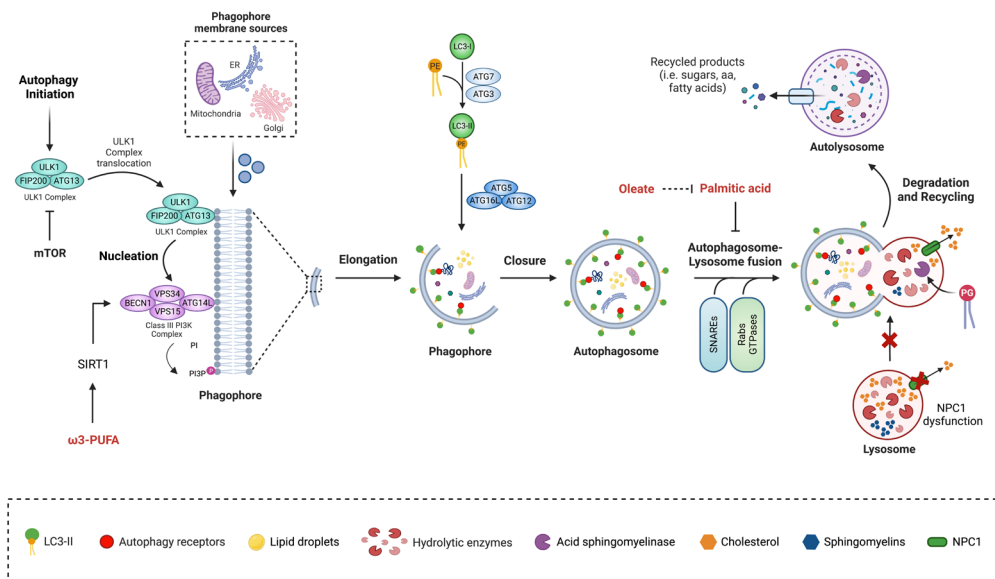 Phagophore
membrane sources
ER
Mitochondria
Golgi
Autophagy
Initiation
ULK1
FIP200
ATG13
ULK1 Complex
mTOR
ULK1
Complex
translocation
ULK1
FIP200
ATG13
ULK1 Complex
Nucleation
VPS34
BECN1
ATG14L
VPS15
Class III PI3K
Complex
PI
PI3P
P
SIRT1
ω3-PUFA
Phagophore
LC3-I
PE
ATG7
ATG3
LC3-II
PE
ATG5
ATG16L
ATG12
Elongation
Phagophore
Closure
Autophagosome
Oleate
Palmitic acid
Autophagosome-
Lysosome fusion
SNAREs
Rabs
GTPases
Recycled products
(i.e. sugars, aa,
fatty acids)
Autolysosome
Degradation
and Recycling
PG
NPC1
dysfunction
Lysosome
LC3-II
Autophagy receptors
Lipid droplets
Hydrolytic enzymes
Acid sphingomyelinase
Cholesterol
Sphingomyelins
NPC1